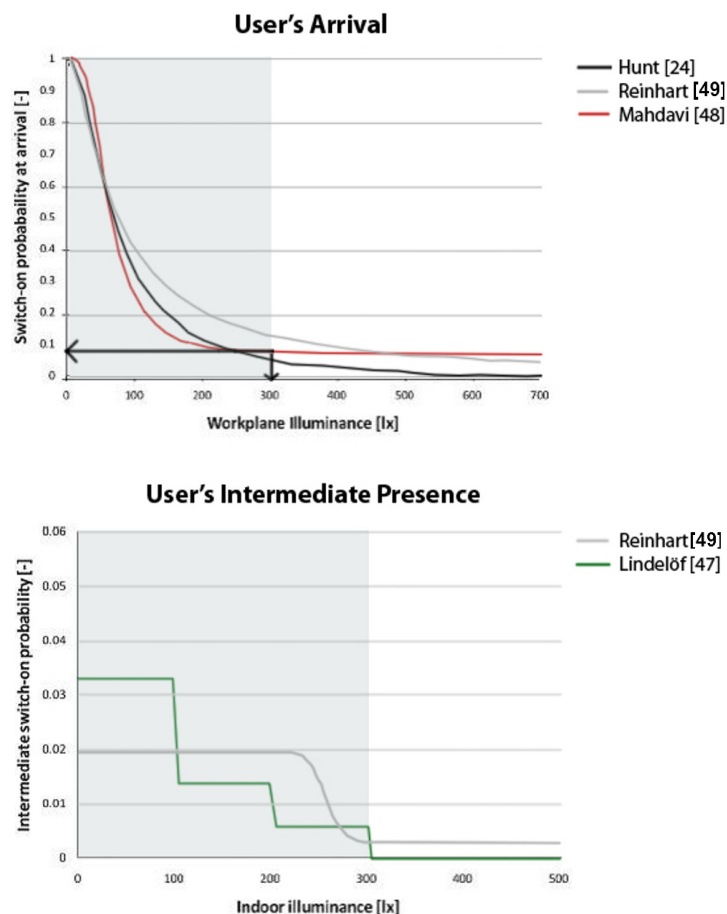 User's Arrival
Switch-on probabaility at arrival [-]
1
0.9
0.8
0.7
0.6
0.5
0.4
0.3
0.2
0.1
0
0 100 200 300 400 500 600 700
Workplane Illuminance [lx]
Hunt [24]
Reinhart [49]
Mahdavi [48]
User's Intermediate Presence
Intermediate switch-on probability [-]
0.06
0.05
0.04
0.03
0.02
0.01
0
0 100 200 300 400 500
Indoor illuminance [lx]
Reinhart[49]
Lindelöf [47]